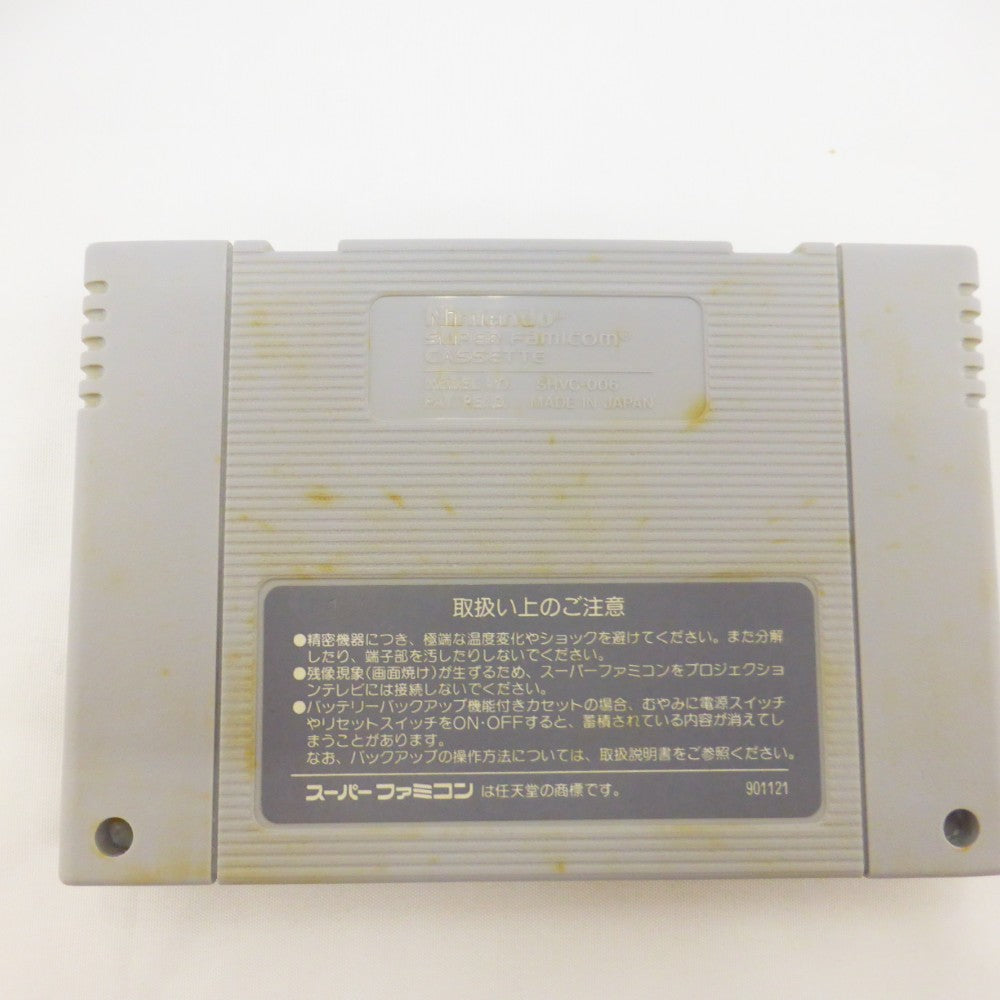 Nintendo®
SUPER Famicom®
CASSETTE
MODEL NO. SHVC-006
PAT. PEND. MADE IN JAPAN
取扱い上のご注意
●精密機器につき、極端な温度変化やショックを避けてください。また分解
したり、端子部を汚したりしないでください。
●残像現象(画面焼け)が生ずるため、スーパーファミコンをプロジェクショ
ンテレビには接続しないでください。
●バッテリーバックアップ機能付きカセットの場合、むやみに電源スイッチ
やリセットスイッチをON・OFFすると、蓄積されている内容が消えてし
まうことがあります。
なお、バックアップの操作方法については、取扱説明書をご参照ください。
スーパーファミコン は任天堂の商標です。 901121